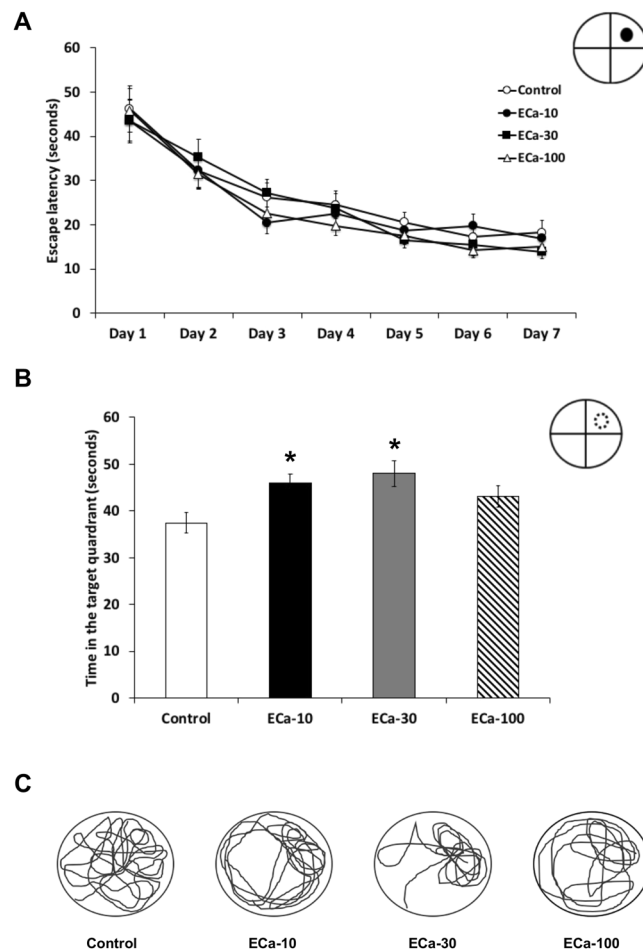 A
60
50
40
30
20
10
0
Escape latency (seconds)
Control
ECa-10
ECa-30
ECa-100
Day 1 Day 2 Day 3 Day 4 Day 5 Day 6 Day 7
B
60
50
40
30
20
10
0
Time in the target quardrant (seconds)
*
*
Control ECa-10 ECa-30 ECa-100
C
Control ECa-10 ECa-30 ECa-100